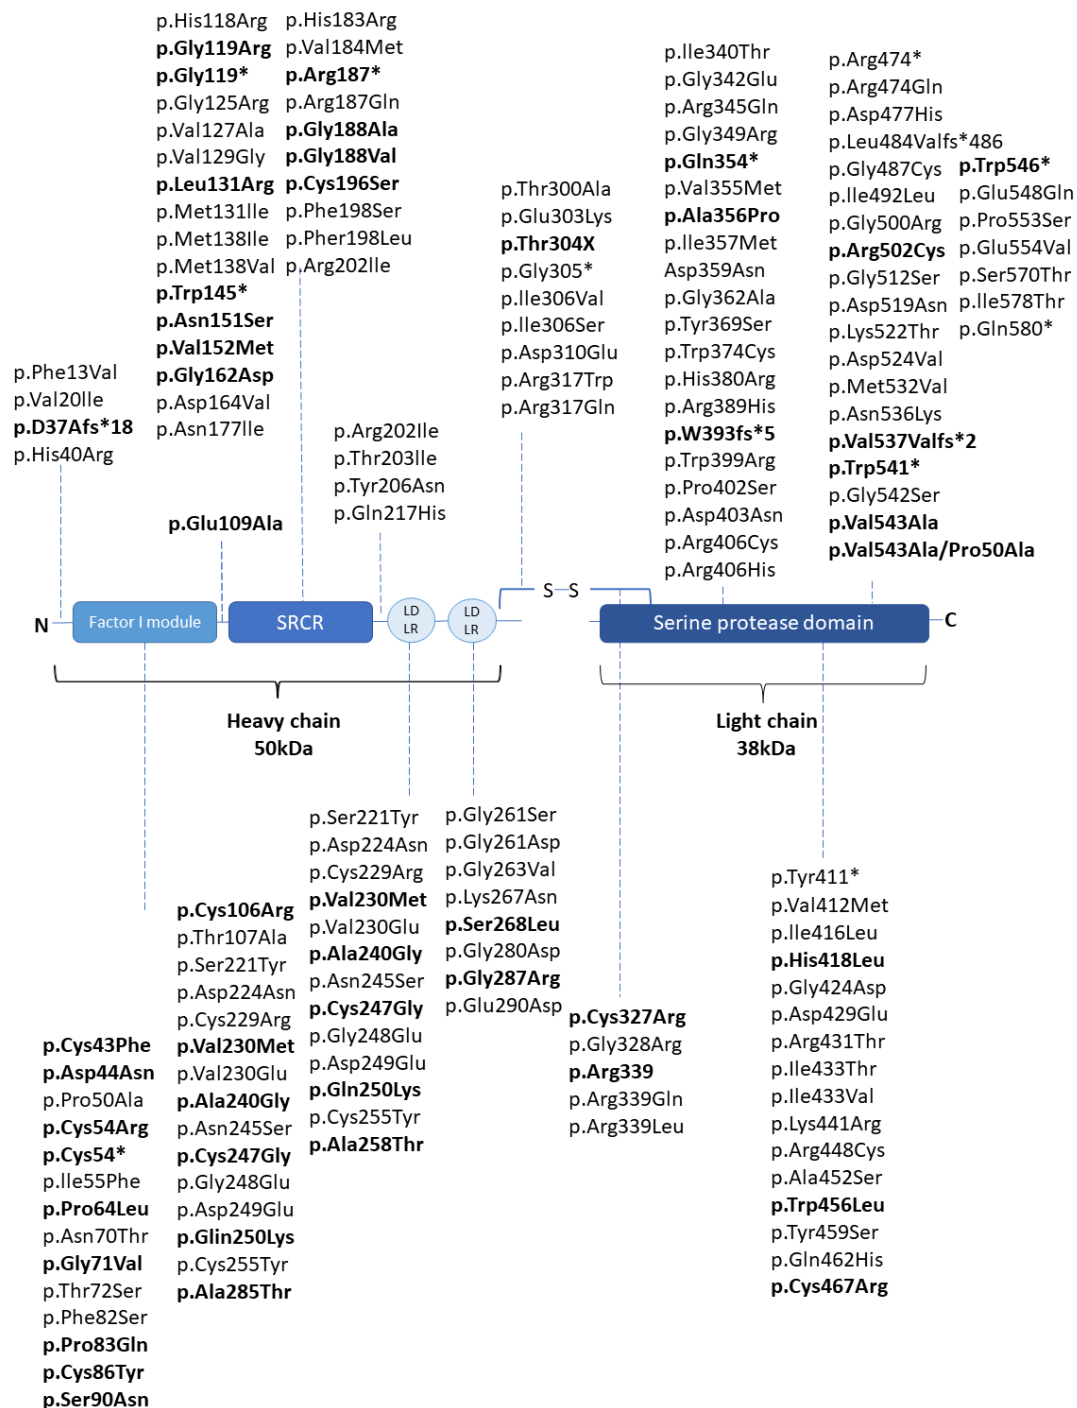 p.His118Arg
p.Gly119Arg
p.Gly119*
p.Gly125Arg
p.Val127Ala
p.Val129Gly
p.Leu131Arg
p.Met131Ile
p.Met138Ile
p.Met138Val
p.Trp145*
p.Asn151Ser
p.Val152Met
p.Gly162Asp
p.Asp164Val
p.Asn177Ile
p.His183Arg
p.Val184Met
p.Arg187*
p.Arg187Gln
p.Gly188Ala
p.Gly188Val
p.Cys196Ser
p.Phe198Ser
p.Pher198Leu
p.Arg202Ile
p.Phe13Val
p.Val20Ile
p.D37Afs*18
p.His40Arg
p.Glu109Ala
p.Arg202Ile
p.Thr203Ile
p.Tyr206Asn
p.Gln217His
p.Thr300Ala
p.Glu303Lys
p.Thr304X
p.Gly305*
p.Ile306Val
p.Ile306Ser
p.Asp310Glu
p.Arg317Trp
p.Arg317Gln
p.Ile340Thr
p.Gly342Glu
p.Arg345Gln
p.Gly349Arg
p.Gln354*
p.Val355Met
p.Ala356Pro
p.Ile357Met
Asp359Asn
p.Gly362Ala
p.Tyr369Ser
p.Trp374Cys
p.His380Arg
p.Arg389His
p.W393fs*5
p.Trp399Arg
p.Pro402Ser
p.Asp403Asn
p.Arg406Cys
p.Arg406His
p.Arg474*
p.Arg474Gln
p.Asp477His
p.Leu484Valfs*486
p.Gly487Cys
p.Ile492Leu
p.Gly500Arg
p.Arg502Cys
p.Gly512Ser
p.Asp519Asn
p.Lys522Thr
p.Asp524Val
p.Met532Val
p.Asn536Lys
p.Val537Valfs*2
p.Trp541*
p.Gly542Ser
p.Val543Ala
p.Val543Ala/Pro50Ala
p.Trp546*
p.Glu548Gln
p.Pro553Ser
p.Glu554Val
p.Ser570Thr
p.Ile578Thr
p.Gln580*
S S
N
Factor I module
SRCR
LD
LR
LD
LR
Serine protease domain
C
Heavy chain
50kDa
Light chain
38kDa
p.Cys43Phe
p.Asp44Asn
p.Pro50Ala
p.Cys54Arg
p.Cys54*
p.Ile55Phe
p.Pro64Leu
p.Asn70Thr
p.Gly71Val
p.Thr72Ser
p.Phe82Ser
p.Pro83Gln
p.Cys86Tyr
p.Ser90Asn
p.Cys106Arg
p.Thr107Ala
p.Ser221Tyr
p.Asp224Asn
p.Cys229Arg
p.Val230Met
p.Val230Glu
p.Ala240Gly
p.Asn245Ser
p.Cys247Gly
p.Gly248Glu
p.Asp249Glu
p.Glin250Lys
p.Cys255Tyr
p.Ala285Thr
p.Ser221Tyr
p.Asp224Asn
p.Cys229Arg
p.Val230Met
p.Val230Glu
p.Ala240Gly
p.Asn245Ser
p.Cys247Gly
p.Gly248Glu
p.Asp249Glu
p.Gln250Lys
p.Cys255Tyr
p.Ala258Thr
p.Gly261Ser
p.Gly261Asp
p.Gly263Val
p.Lys267Asn
p.Ser268Leu
p.Gly280Asp
p.Gly287Arg
p.Glu290Asp
p.Cys327Arg
p.Gly328Arg
p.Arg339
p.Arg339Gln
p.Arg339Leu
p.Tyr411*
p.Val412Met
p.Ile416Leu
p.His418Leu
p.Gly424Asp
p.Asp429Glu
p.Arg431Thr
p.Ile433Thr
p.Ile433Val
p.Lys441Arg
p.Arg448Cys
p.Ala452Ser
p.Trp456Leu
p.Tyr459Ser
p.Gln462His
p.Cys467Arg